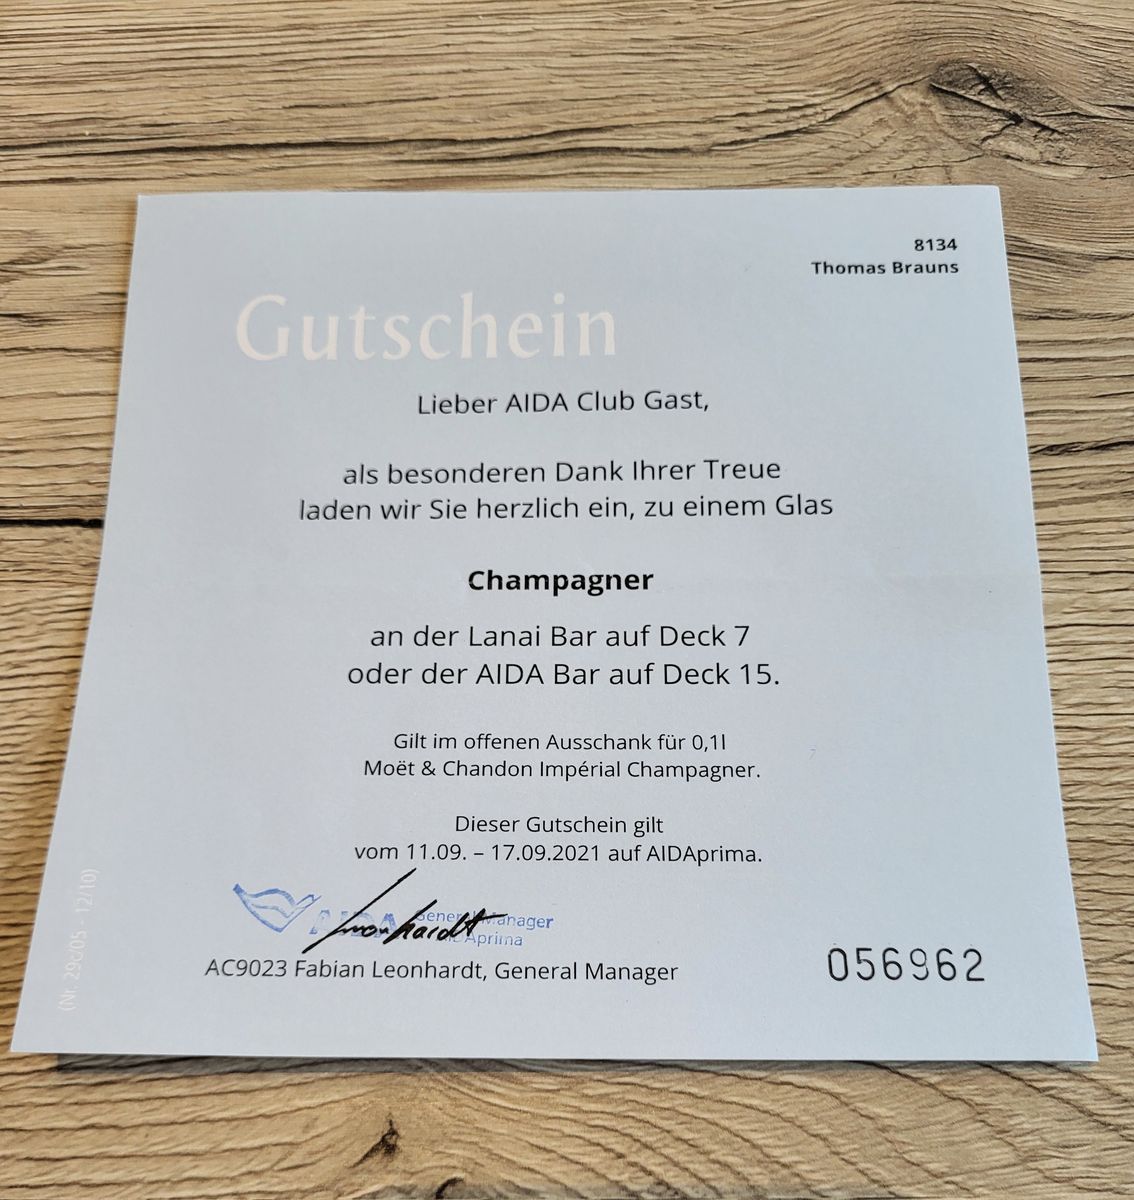 8134
Thomas Brauns
Gutschein
Lieber AIDA Club Gast,
als besonderen Dank Ihrer Treue
laden wir Sie herzlich ein, zu einem Glas
Champagner
an der Lanai Bar auf Deck 7
oder der AIDA Bar auf Deck 15.
Gilt im offenen Ausschank für 0,1l
Moët & Chandon Impérial Champagner.
Dieser Gutschein gilt
vom 11.09. – 17.09.2021 auf AIDAprima.
AIDA General Manager
AIDAprima
Leonhardt
AC9023 Fabian Leonhardt, General Manager
056962